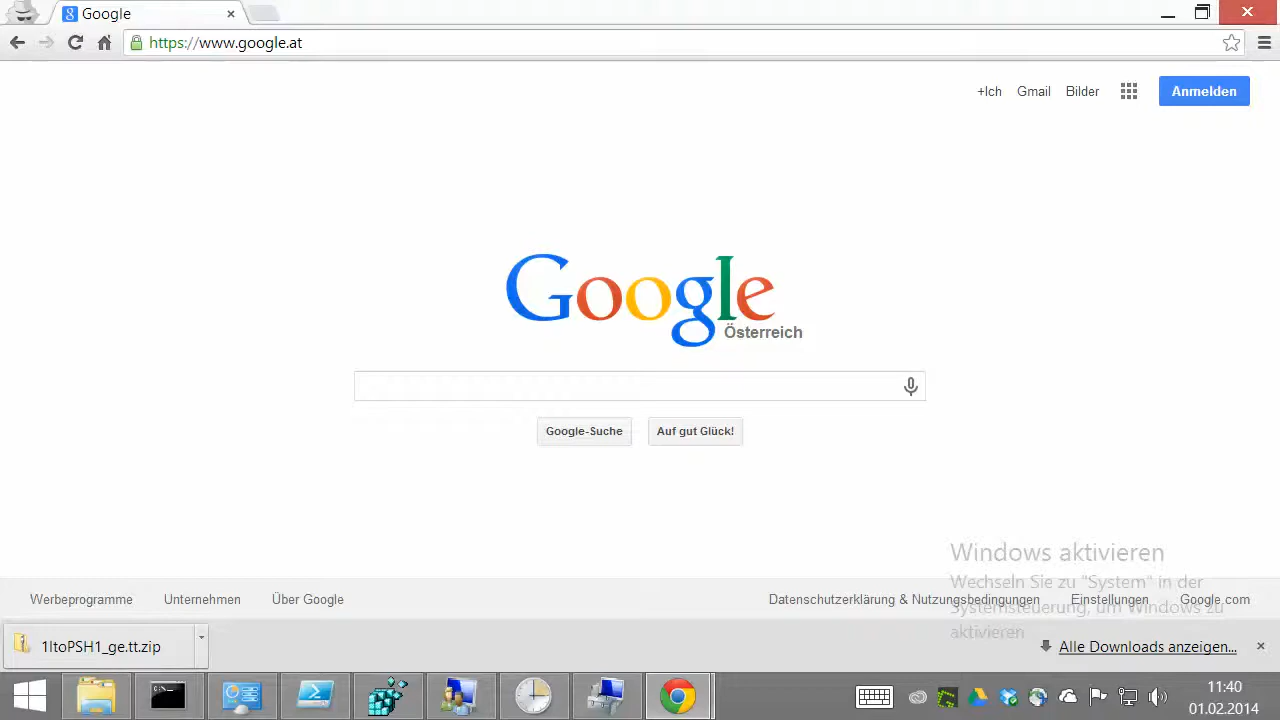 Google
https://www.google.at
+Ich Gmail Bilder Anmelden
Google
Österreich
Google-Suche Auf gut Glück!
Windows aktivieren
Wechseln Sie zu "System" in der
Systemsteuerung, um Windows zu
aktivieren
Werbeprogramme Unternehmen Über Google Datenschutzerklärung & Nutzungsbedingungen Einstellungen Google.com
1ltoPSH1_ge.tt.zip Alle Downloads anzeigen...
11:40
01.02.2014